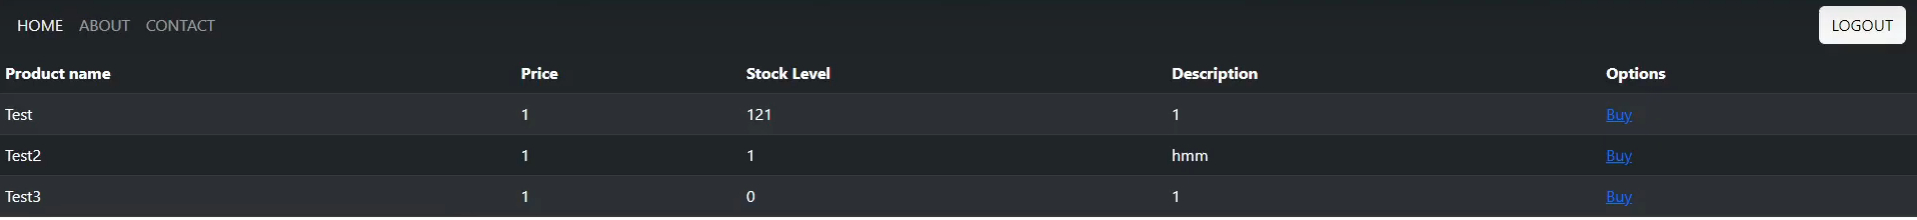 HOME ABOUT CONTACT LOGOUT
Product name Price Stock Level Description Options
Test 1 121 1 Buy
Test2 1 1 hmm Buy
Test3 1 0 1 Buy